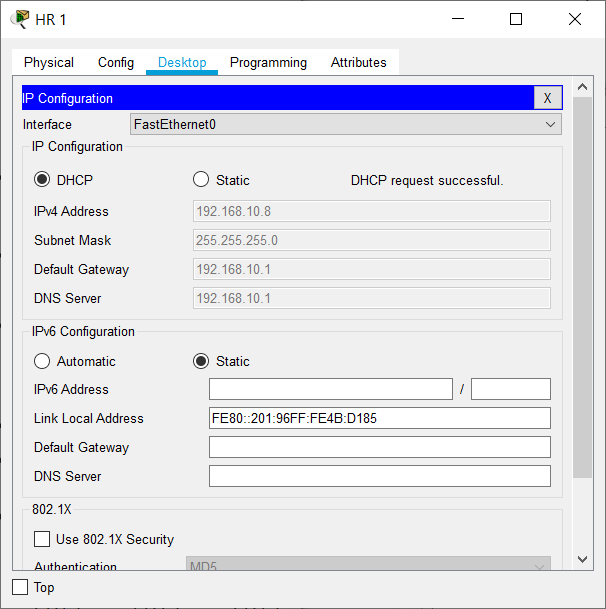 HR 1
Physical Config Desktop Programming Attributes
IP Configuration X
Interface FastEthernet0
IP Configuration
DHCP Static DHCP request successful.
IPv4 Address 192.168.10.8
Subnet Mask 255.255.255.0
Default Gateway 192.168.10.1
DNS Server 192.168.10.1
IPv6 Configuration
Automatic Static
IPv6 Address /
Link Local Address FE80::201:96FF:FE4B:D185
Default Gateway
DNS Server
802.1X
Use 802.1X Security
Authentication MD5
Top